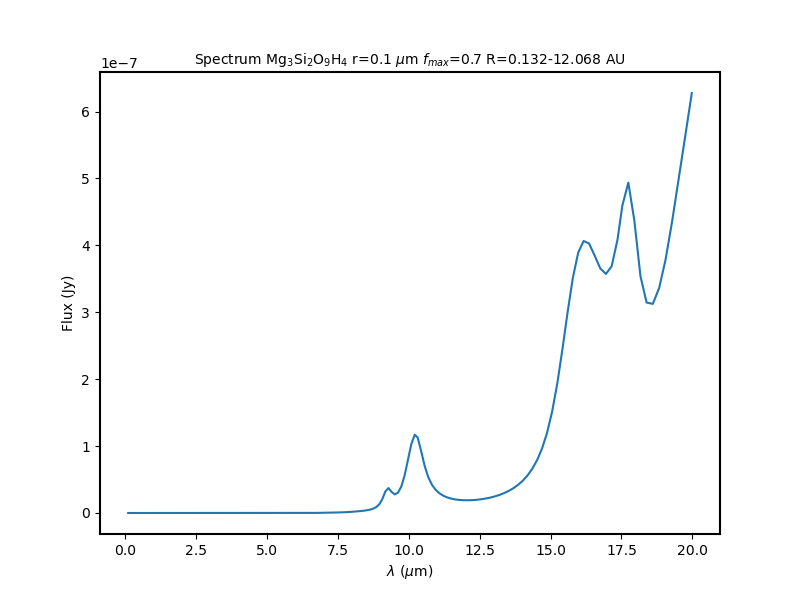 Spectrum Mg₃Si₂O₉H₄ r=0.1 μm f_max=0.7 R=0.132-12.068 AU
1e−7
6
5
4
3
2
1
0
Flux (Jy)
0.0 2.5 5.0 7.5 10.0 12.5 15.0 17.5 20.0
λ (μm)